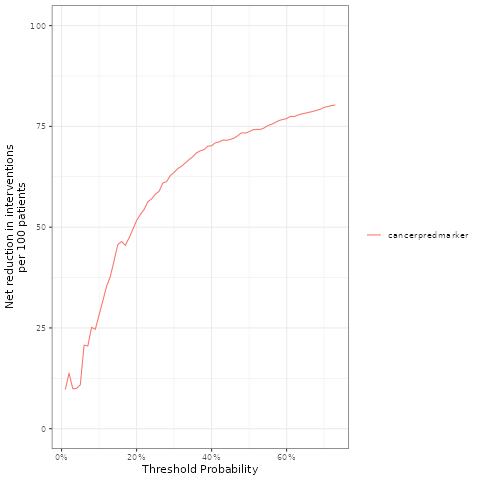 Net reduction in interventions
per 100 patients
100
75
50
25
0
0%
20%
40%
60%
Threshold Probability
cancerpredmarker